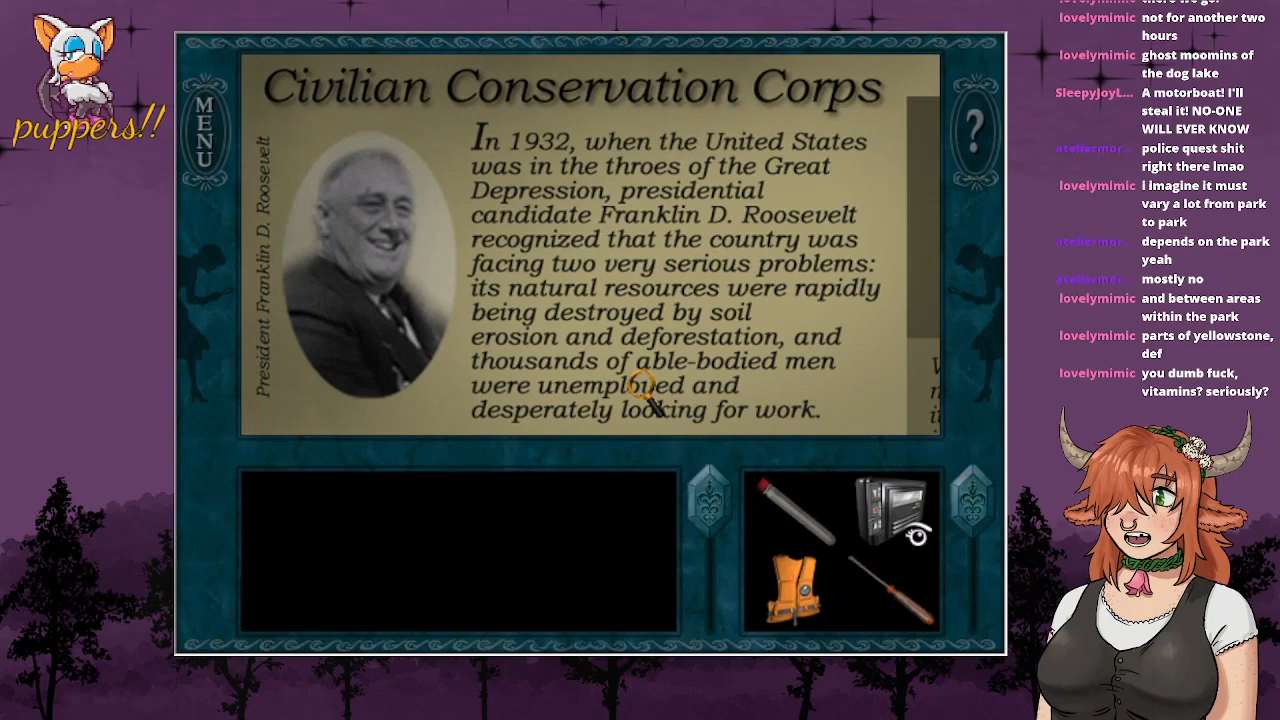 puppers!!
MENU
?
Civilian Conservation Corps
President Franklin D. Roosevelt
In 1932, when the United States
was in the throes of the Great
Depression, presidential
candidate Franklin D. Roosevelt
recognized that the country was
facing two very serious problems:
its natural resources were rapidly
being destroyed by soil
erosion and deforestation, and
thousands of able-bodied men
were unemployed and
desperately looking for work.
lovelymimic not for another two
hours
lovelymimic ghost moomins of
the dog lake
SleepyJoyL... A motorboat! I'll
steal it! NO-ONE
WILL EVER KNOW
ateliermor... police quest shit
right there lmao
lovelymimic i imagine it must
vary a lot from park
to park
ateliermor... depends on the park
yeah
ateliermor... mostly no
lovelymimic and between areas
within the park
lovelymimic parts of yellowstone,
def
lovelymimic you dumb fuck,
vitamins? seriously?